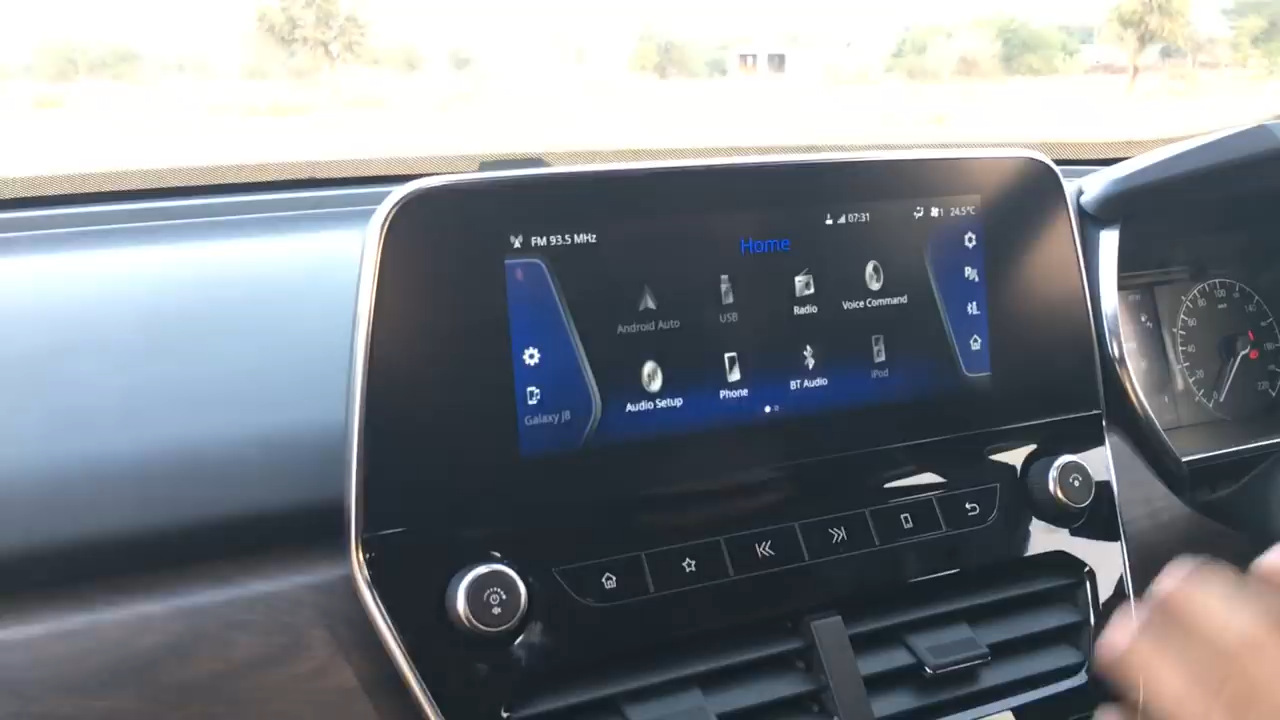 FM 93.5 MHz
07:31
1 24.5°C
Home
Android Auto
USB
Radio
Voice Command
Audio Setup
Phone
BT Audio
iPod
Galaxy J8